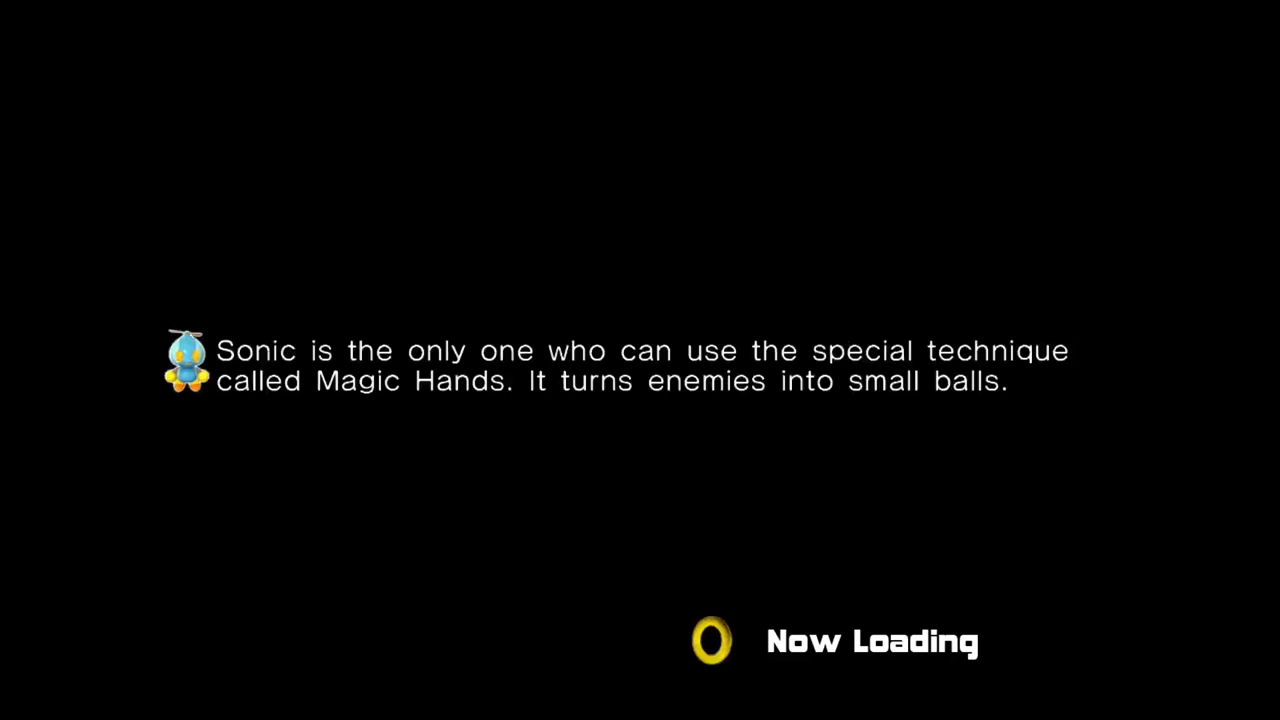 Sonic is the only one who can use the special technique
called Magic Hands. It turns enemies into small balls.
Now Loading